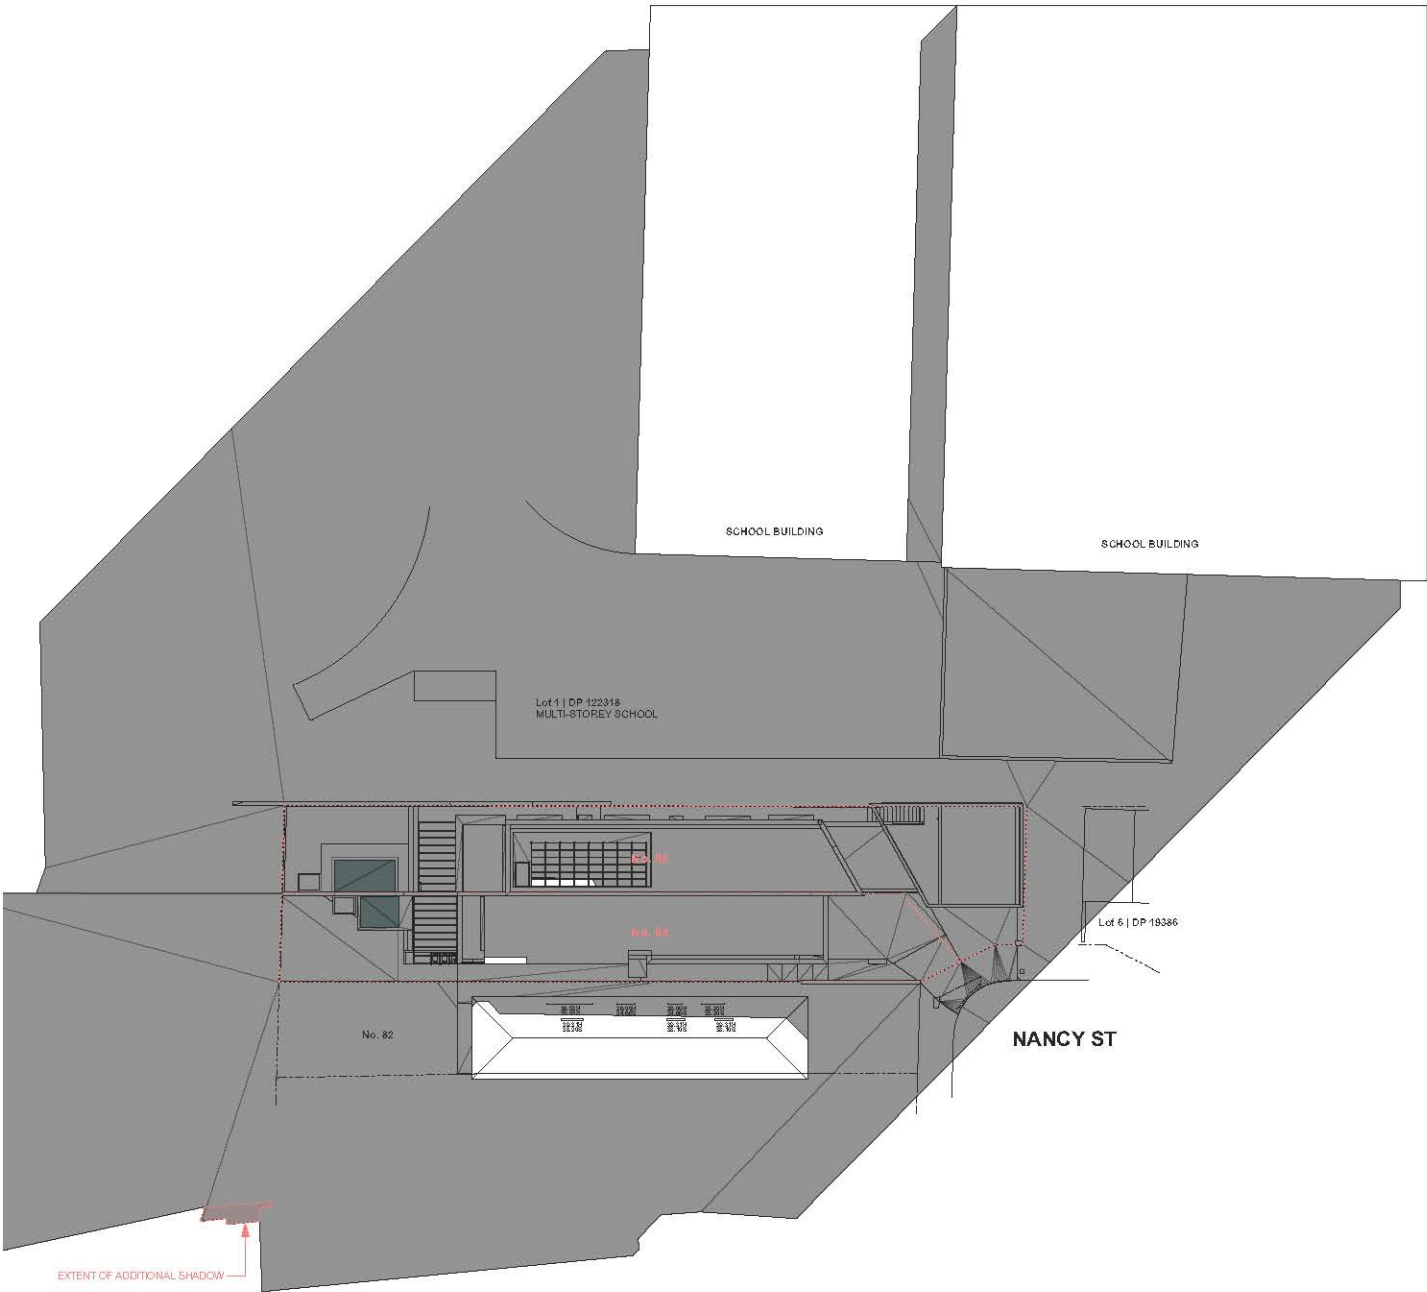 SCHOOL BUILDING
SCHOOL BUILDING
Lot 1 | DP 122318
MULTI-STOREY SCHOOL
No. 86
Lot 6 | DP 19386
No. 84
No. 82
NANCY ST
EXTENT OF ADDITIONAL SHADOW